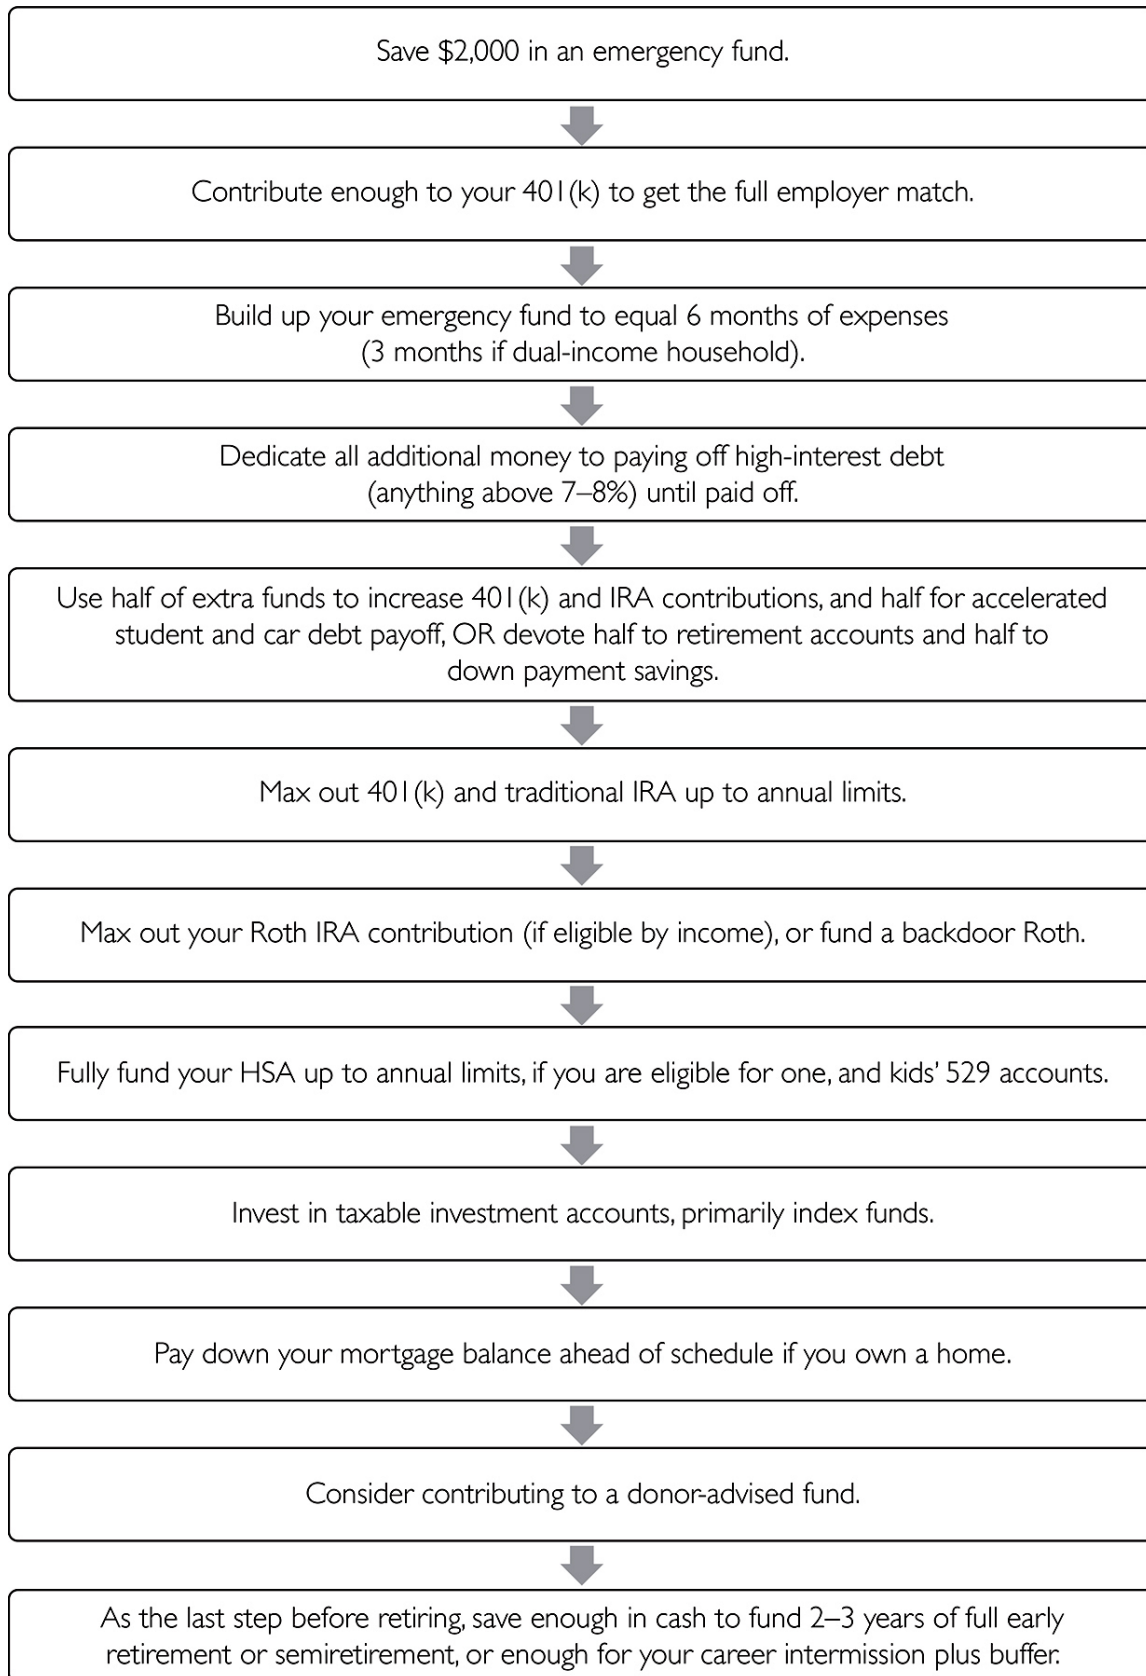 Save $2,000 in an emergency fund.
Contribute enough to your 401(k) to get the full employer match.
Build up your emergency fund to equal 6 months of expenses
(3 months if dual-income household).
Dedicate all additional money to paying off high-interest debt
(anything above 7–8%) until paid off.
Use half of extra funds to increase 401(k) and IRA contributions, and half for accelerated
student and car debt payoff, OR devote half to retirement accounts and half to
down payment savings.
Max out 401(k) and traditional IRA up to annual limits.
Max out your Roth IRA contribution (if eligible by income), or fund a backdoor Roth.
Fully fund your HSA up to annual limits, if you are eligible for one, and kids’ 529 accounts.
Invest in taxable investment accounts, primarily index funds.
Pay down your mortgage balance ahead of schedule if you own a home.
Consider contributing to a donor-advised fund.
As the last step before retiring, save enough in cash to fund 2–3 years of full early
retirement or semiretirement, or enough for your career intermission plus buffer.